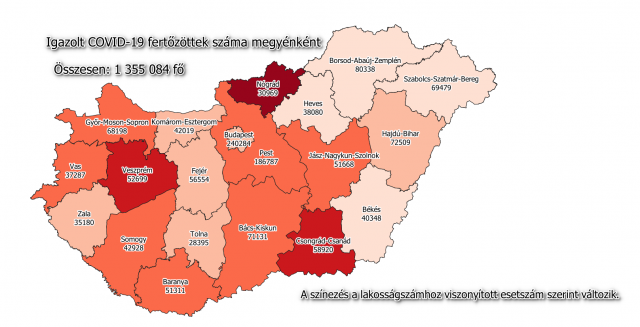 Igazolt COVID-19 fertőzöttek száma megyénként
Összesen: 1 355 084 fő
Borsod-Abaúj-Zemplén
80338
Szabolcs-Szatmár-Bereg
69479
Nógrád
30969
Heves
38080
Győr-Moson-Sopron
68198
Komárom-Esztergom
42019
Budapest
240284
Hajdú-Bihar
72509
Pest
186787
Jász-Nagykun-Szolnok
51668
Vas
37287
Veszprém
52699
Fejér
56554
Békés
40348
Zala
35180
Somogy
42928
Tolna
28395
Bács-Kiskun
71131
Csongrád-Csanád
58920
Baranya
51311
A színezés a lakosságszámhoz viszonyított esetszám szerint változik.